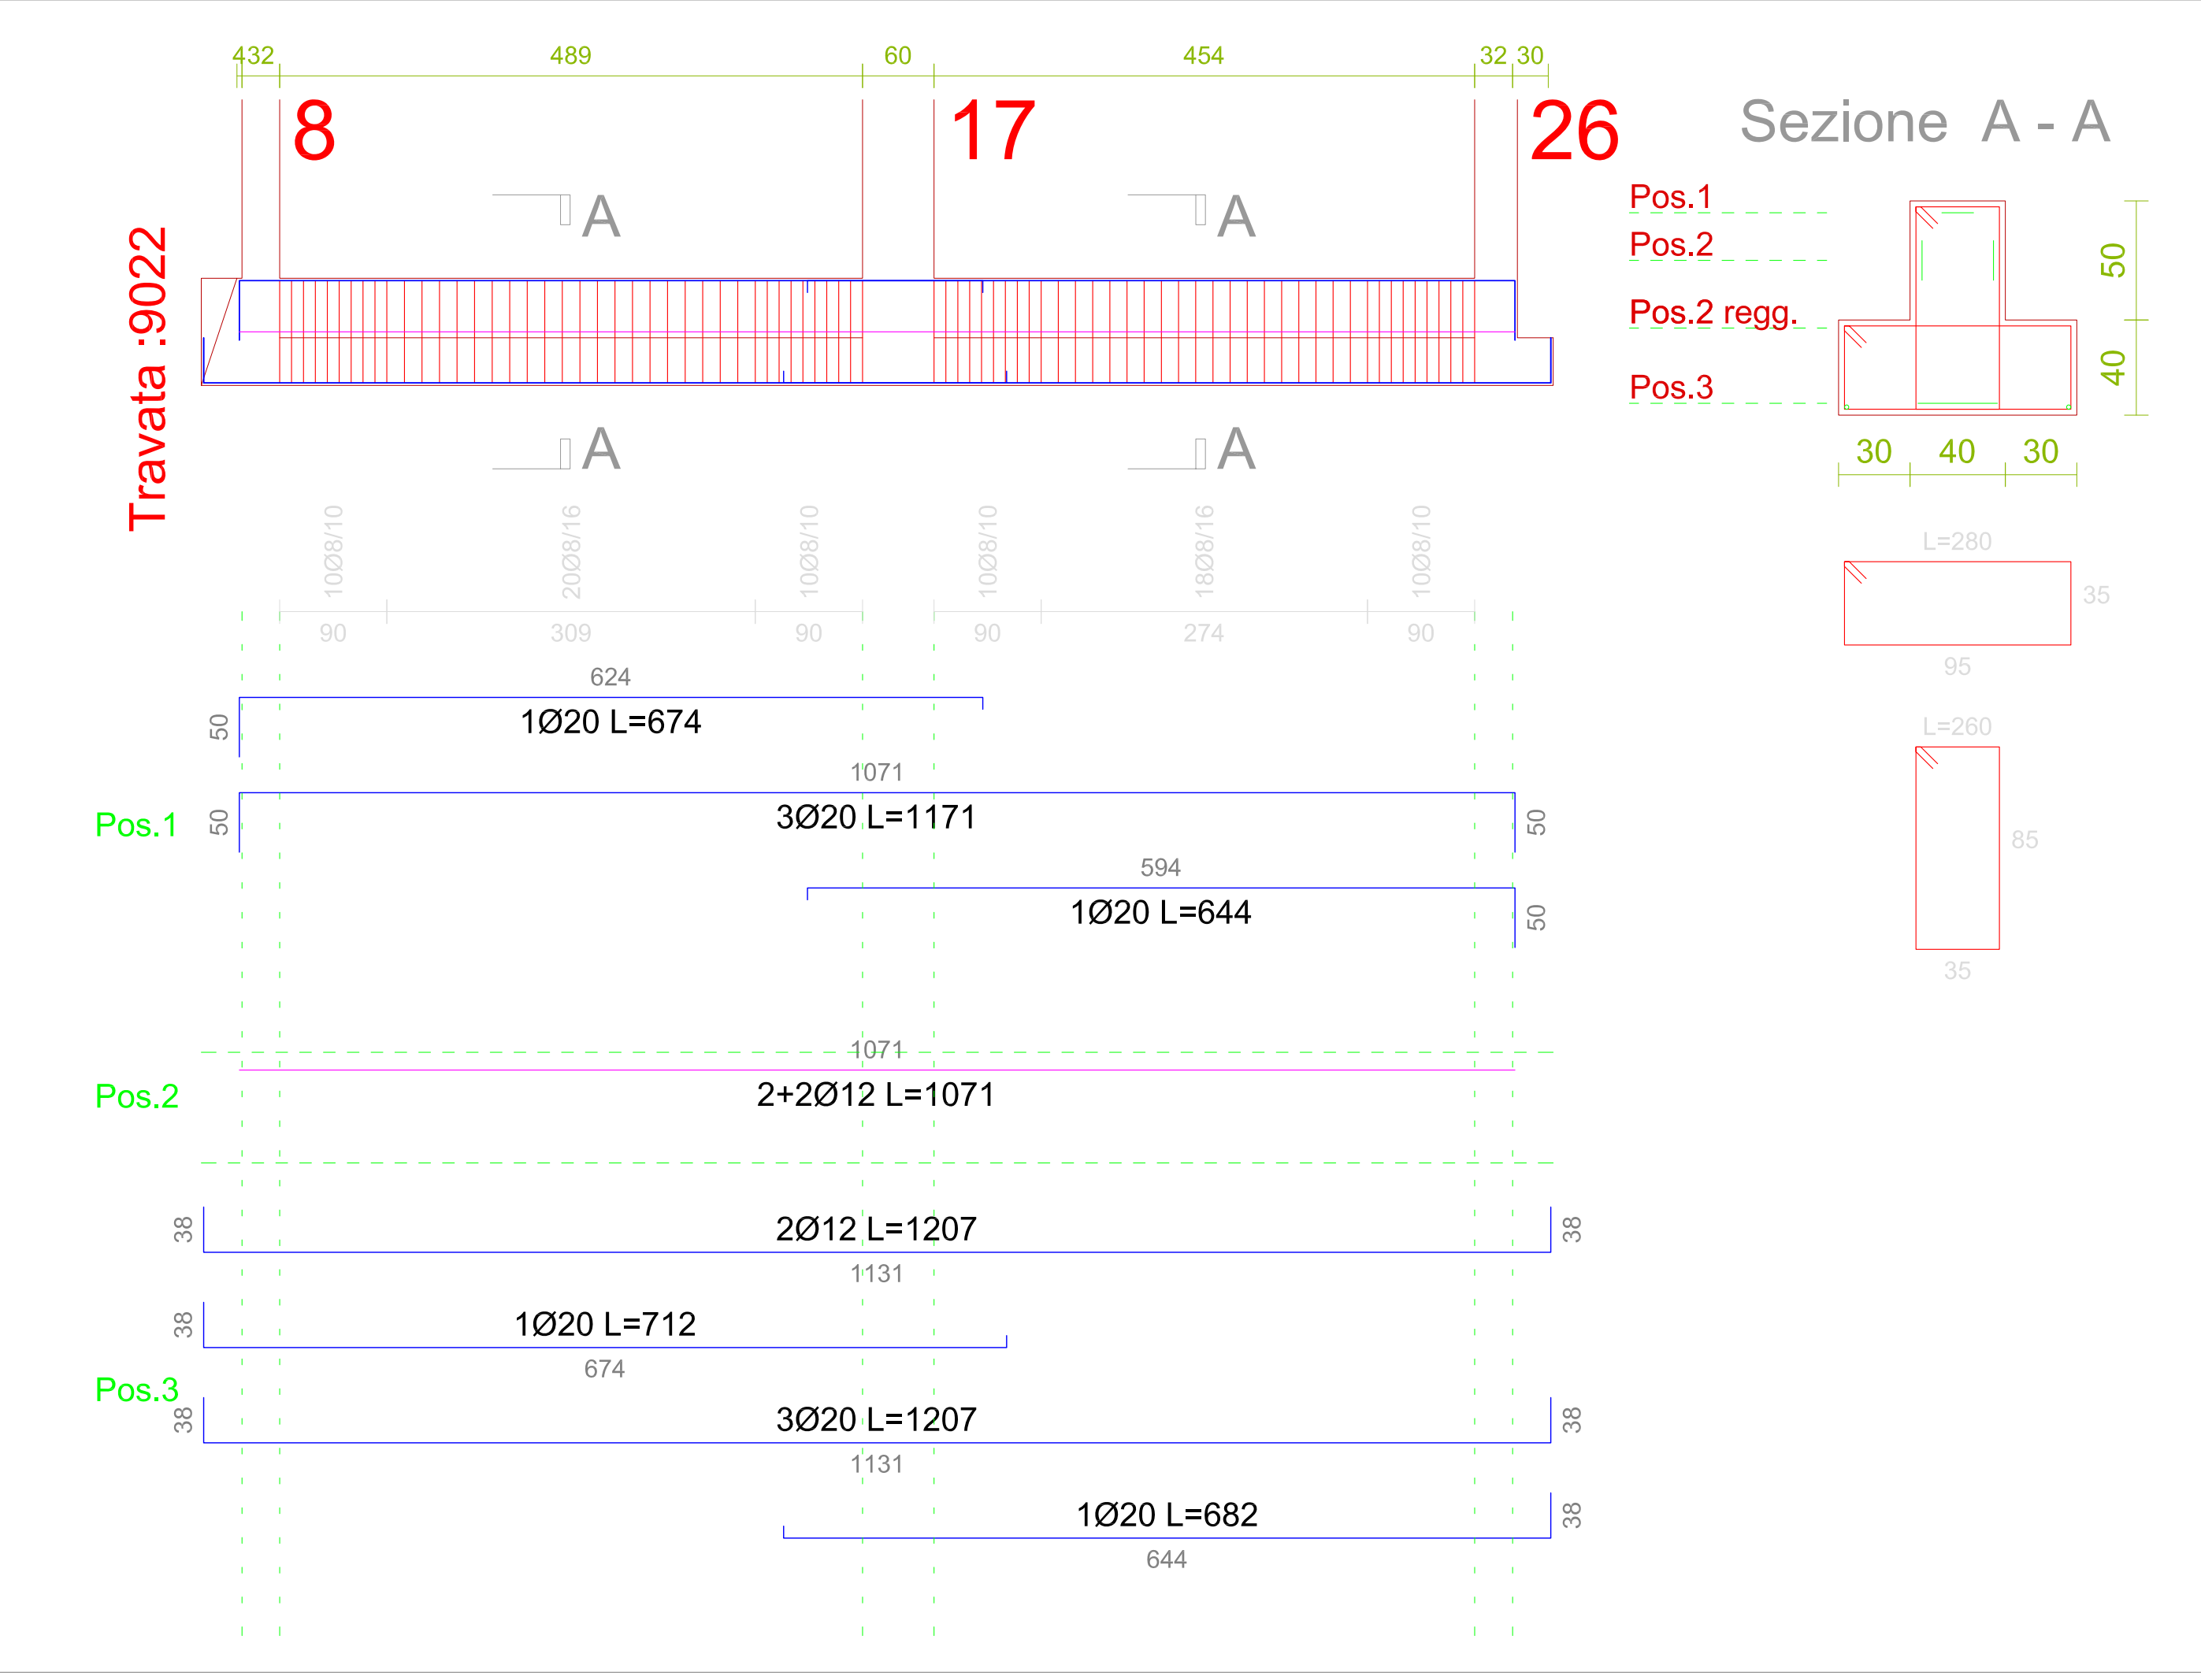 432 489 60 454 32 30
8 17 26
Sezione A - A
Travata :9022
A A
A A
Pos.1
Pos.2
Pos.2 regg.
Pos.3
50
40
30 40 30
10Ø8/10 20Ø8/16 10Ø8/10 10Ø8/10 18Ø8/16 10Ø8/10
90 309 90 90 274 90
L=280
35
95
L=260
85
35
624
50
1Ø20 L=674
1071
Pos.1
50
3Ø20 L=1171
50
594
1Ø20 L=644
50
1071
Pos.2
2+2Ø12 L=1071
38
2Ø12 L=1207
38
1131
38
1Ø20 L=712
674
Pos.3
38
3Ø20 L=1207
38
1131
1Ø20 L=682
38
644